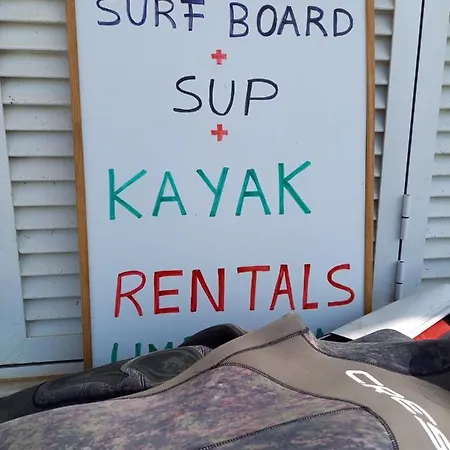 SURF BOARD
+
SUP
+
KAYAK
RENTALS